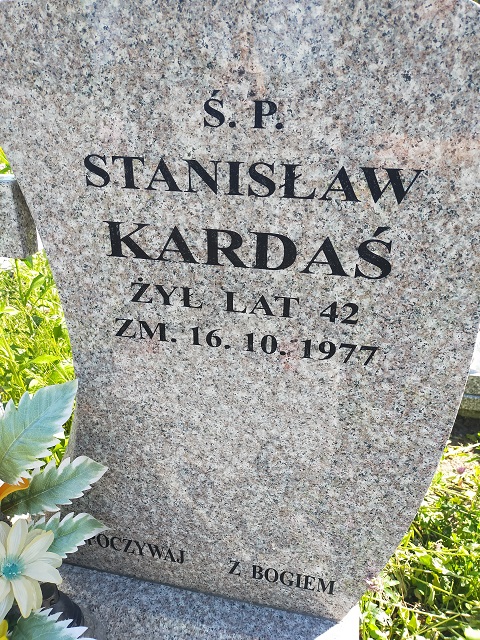 Ś. P.
STANISŁAW
KARDAŚ
ŻYŁ LAT 42
ZM. 16. 10. 1977
POCZYWAJ Z BOGIEM